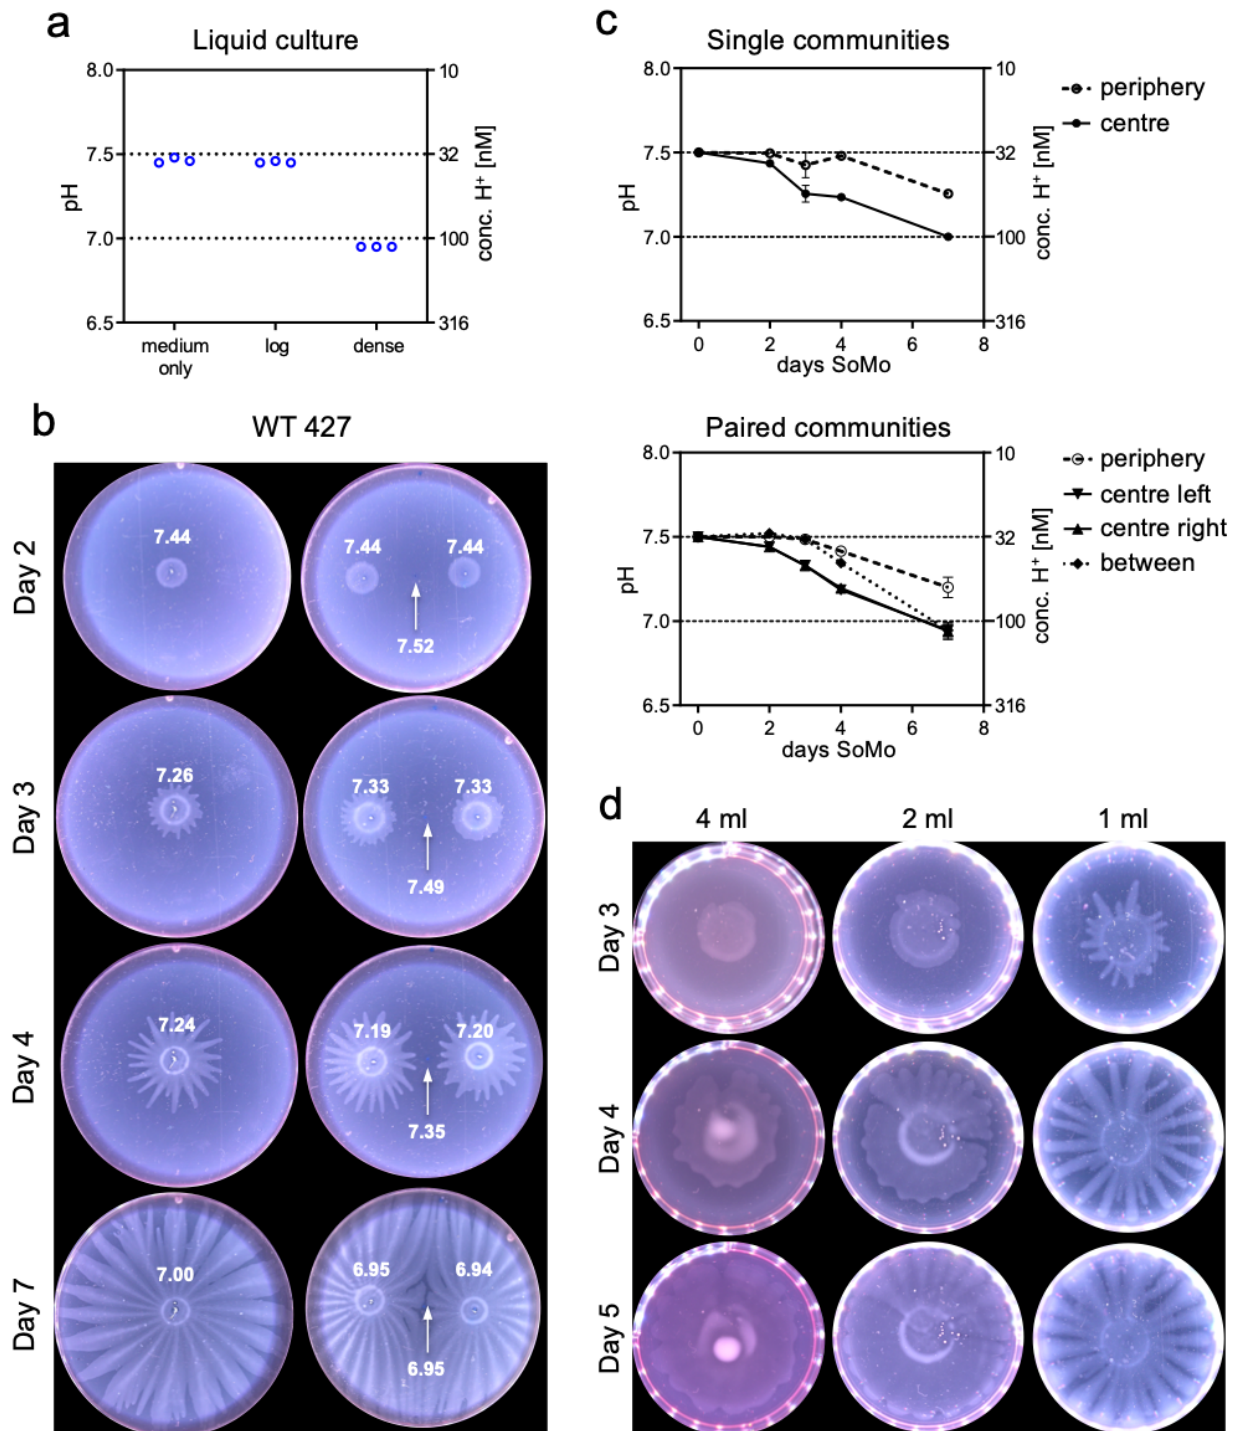 a
Liquid culture
8.0
7.5
7.0
6.5
pH
10
32
100
316
conc. H⁺ [nM]
medium only
log
dense
c
Single communities
8.0
7.5
7.0
6.5
pH
10
32
100
316
conc. H⁺ [nM]
0 2 4 6 8
days SoMo
periphery
centre
Paired communities
8.0
7.5
7.0
6.5
pH
10
32
100
316
conc. H⁺ [nM]
0 2 4 6 8
days SoMo
periphery
centre left
centre right
between
b
WT 427
Day 2
7.44
7.44 7.44
7.52
Day 3
7.26
7.33 7.33
7.49
Day 4
7.24
7.19 7.20
7.35
Day 7
7.00
6.95 6.94
6.95
d
4 ml 2 ml 1 ml
Day 3
Day 4
Day 5